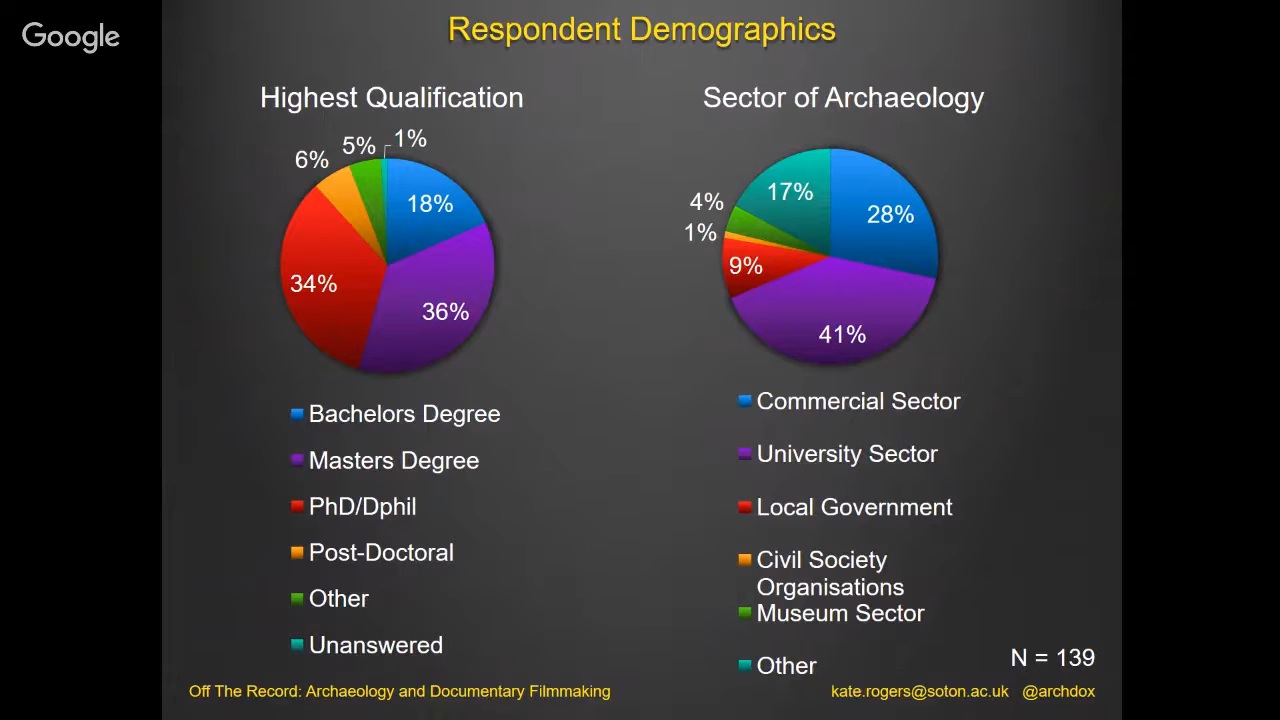 Google
Respondent Demographics
Highest Qualification
1%
5%
6%
18%
34%
36%
Bachelors Degree
Masters Degree
PhD/Dphil
Post-Doctoral
Other
Unanswered
Sector of Archaeology
17%
4%
28%
1%
9%
41%
Commercial Sector
University Sector
Local Government
Civil Society
Organisations
Museum Sector
Other
N = 139
Off The Record: Archaeology and Documentary Filmmaking
kate.rogers@soton.ac.uk @archdox